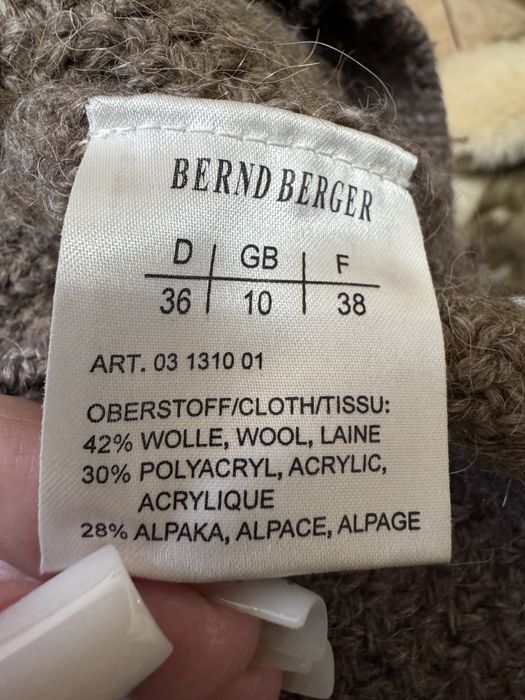 BERND BERGER
D | GB | F
36 | 10 | 38
ART. 03 1310 01
OBERSTOFF/CLOTH/TISSU:
42% WOLLE, WOOL, LAINE
30% POLYACRYL, ACRYLIC,
ACRYLIQUE
28% ALPAKA, ALPACE, ALPAGE